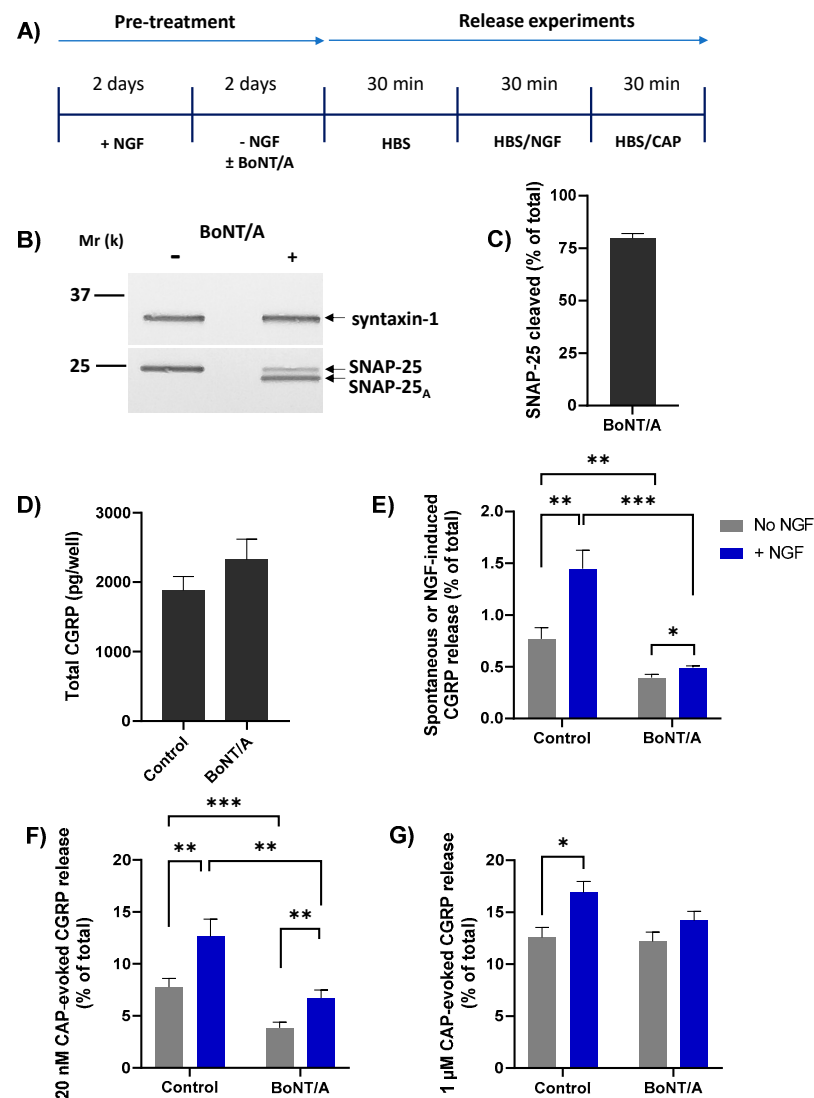 A)
Pre-treatment
Release experiments
2 days
2 days
30 min
30 min
30 min
+ NGF
- NGF
± BoNT/A
HBS
HBS/NGF
HBS/CAP
B)
Mr (k)
BoNT/A
-
+
37
syntaxin-1
25
SNAP-25
SNAP-25A
C)
SNAP-25 cleaved (% of total)
100
75
50
25
0
BoNT/A
D)
Total CGRP (pg/well)
3000
2000
1000
0
Control
BoNT/A
E)
Spontaneous or NGF-induced
CGRP release (% of total)
2.0
1.5
1.0
0.5
0.0
**
**
***
*
Control
BoNT/A
No NGF
+ NGF
F)
20 nM CAP-evoked CGRP release
(% of total)
20
15
10
5
0
***
**
**
**
Control
BoNT/A
G)
1 µM CAP-evoked CGRP release
(% of total)
20
15
10
5
0
*
Control
BoNT/A